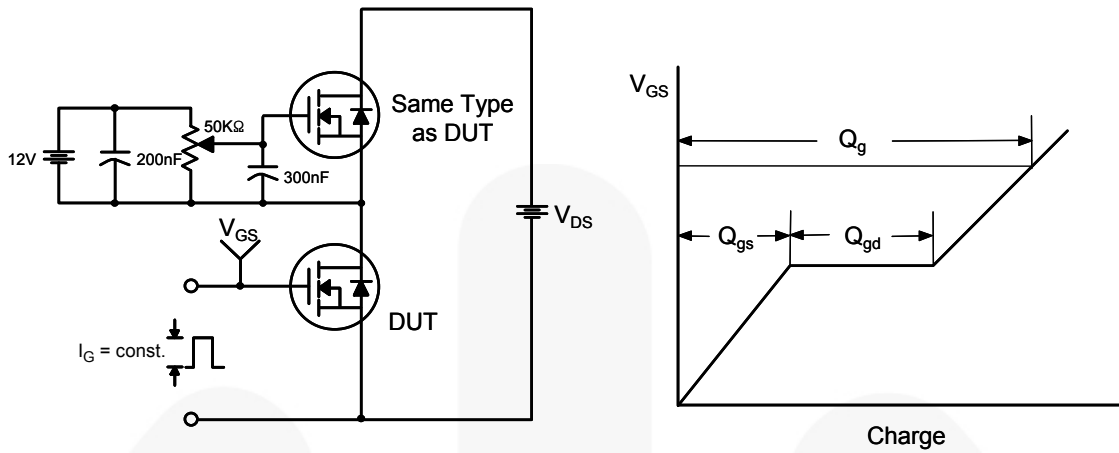 12V
200nF
50KΩ
300nF
Same Type
as DUT
V_DS
V_GS
DUT
I_G = const.
V_GS
Q_g
Q_gs
Q_gd
Charge